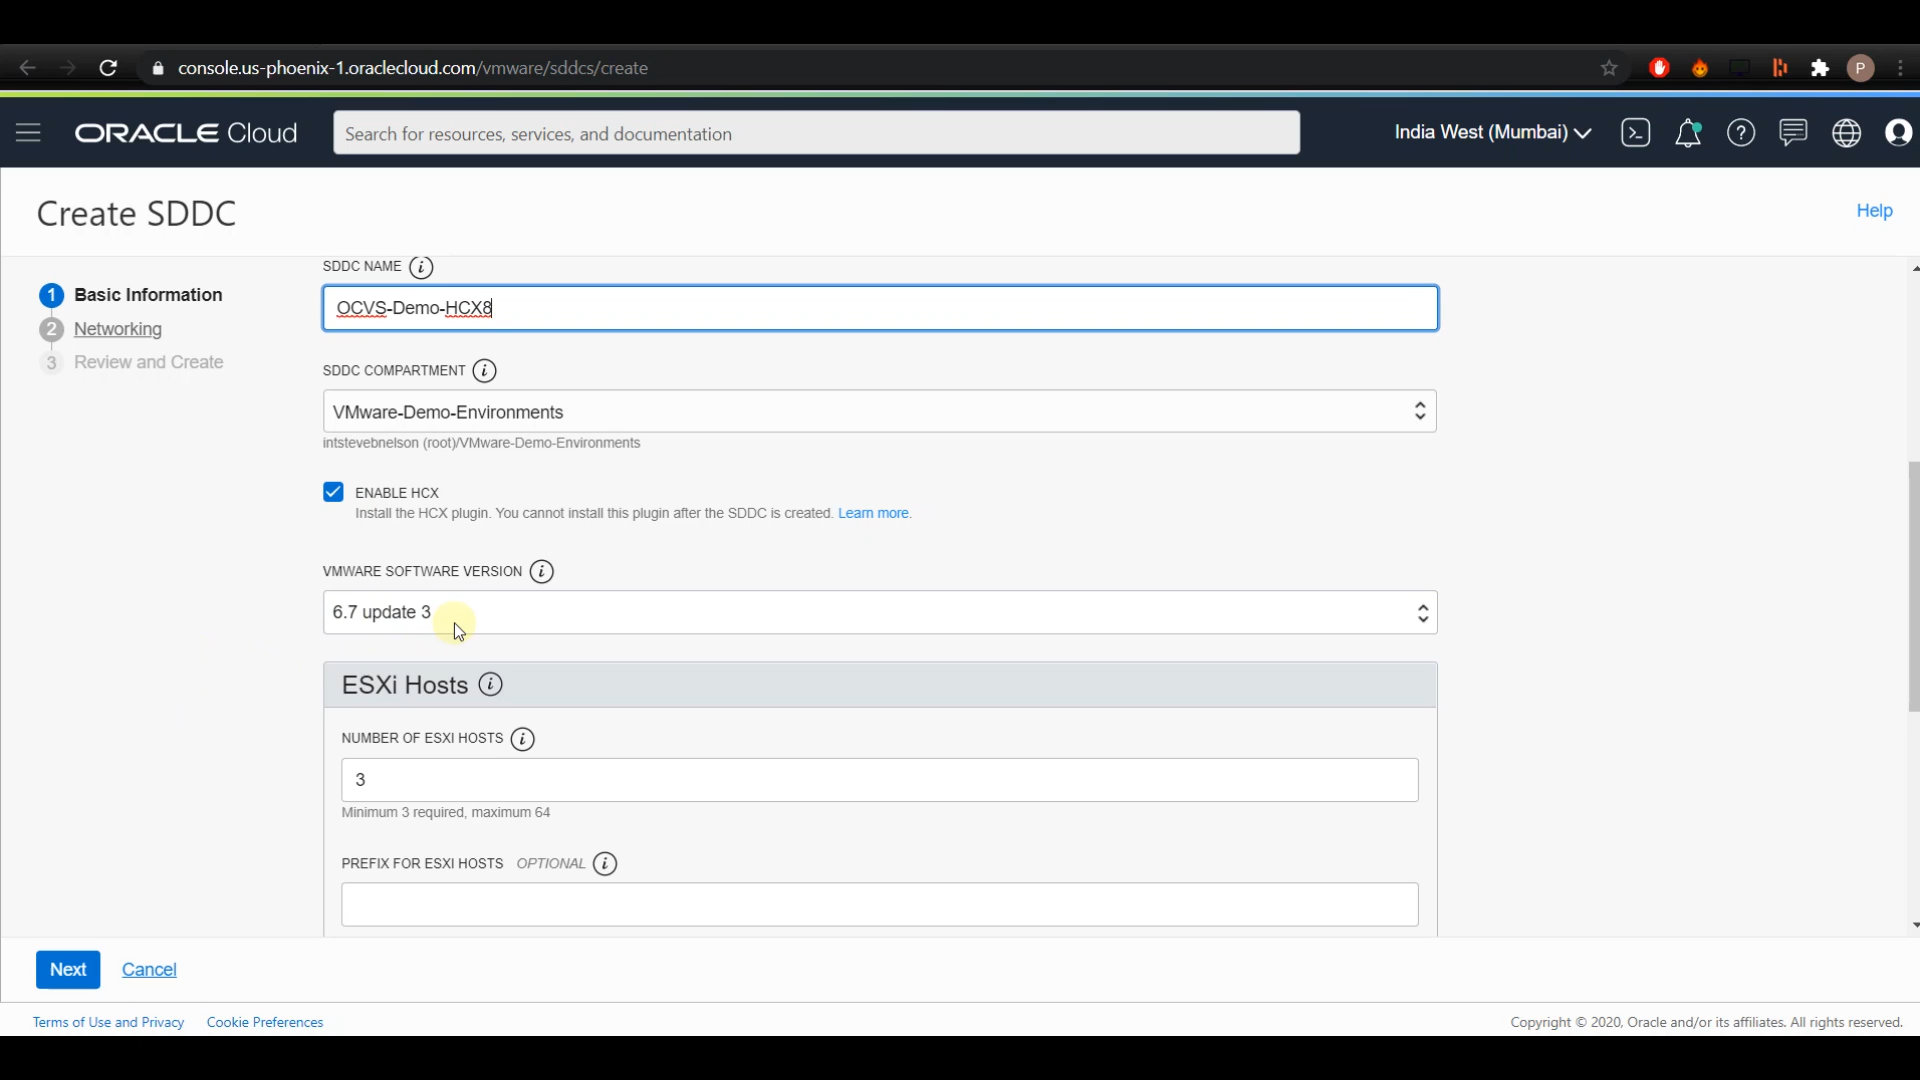 console.us-phoenix-1.oraclecloud.com/vmware/sddcs/create
P
ORACLE Cloud
Search for resources, services, and documentation
India West (Mumbai)
Create SDDC
Help
1 Basic Information
2 Networking
3 Review and Create
SDDC NAME i
OCVS-Demo-HCX8
SDDC COMPARTMENT i
VMware-Demo-Environments
intstevebnelson (root)/VMware-Demo-Environments
ENABLE HCX
Install the HCX plugin. You cannot install this plugin after the SDDC is created. Learn more.
VMWARE SOFTWARE VERSION i
6.7 update 3
ESXi Hosts i
NUMBER OF ESXI HOSTS i
3
Minimum 3 required, maximum 64
PREFIX FOR ESXI HOSTS OPTIONAL i
Next Cancel
Terms of Use and Privacy Cookie Preferences
Copyright © 2020, Oracle and/or its affiliates. All rights reserved.